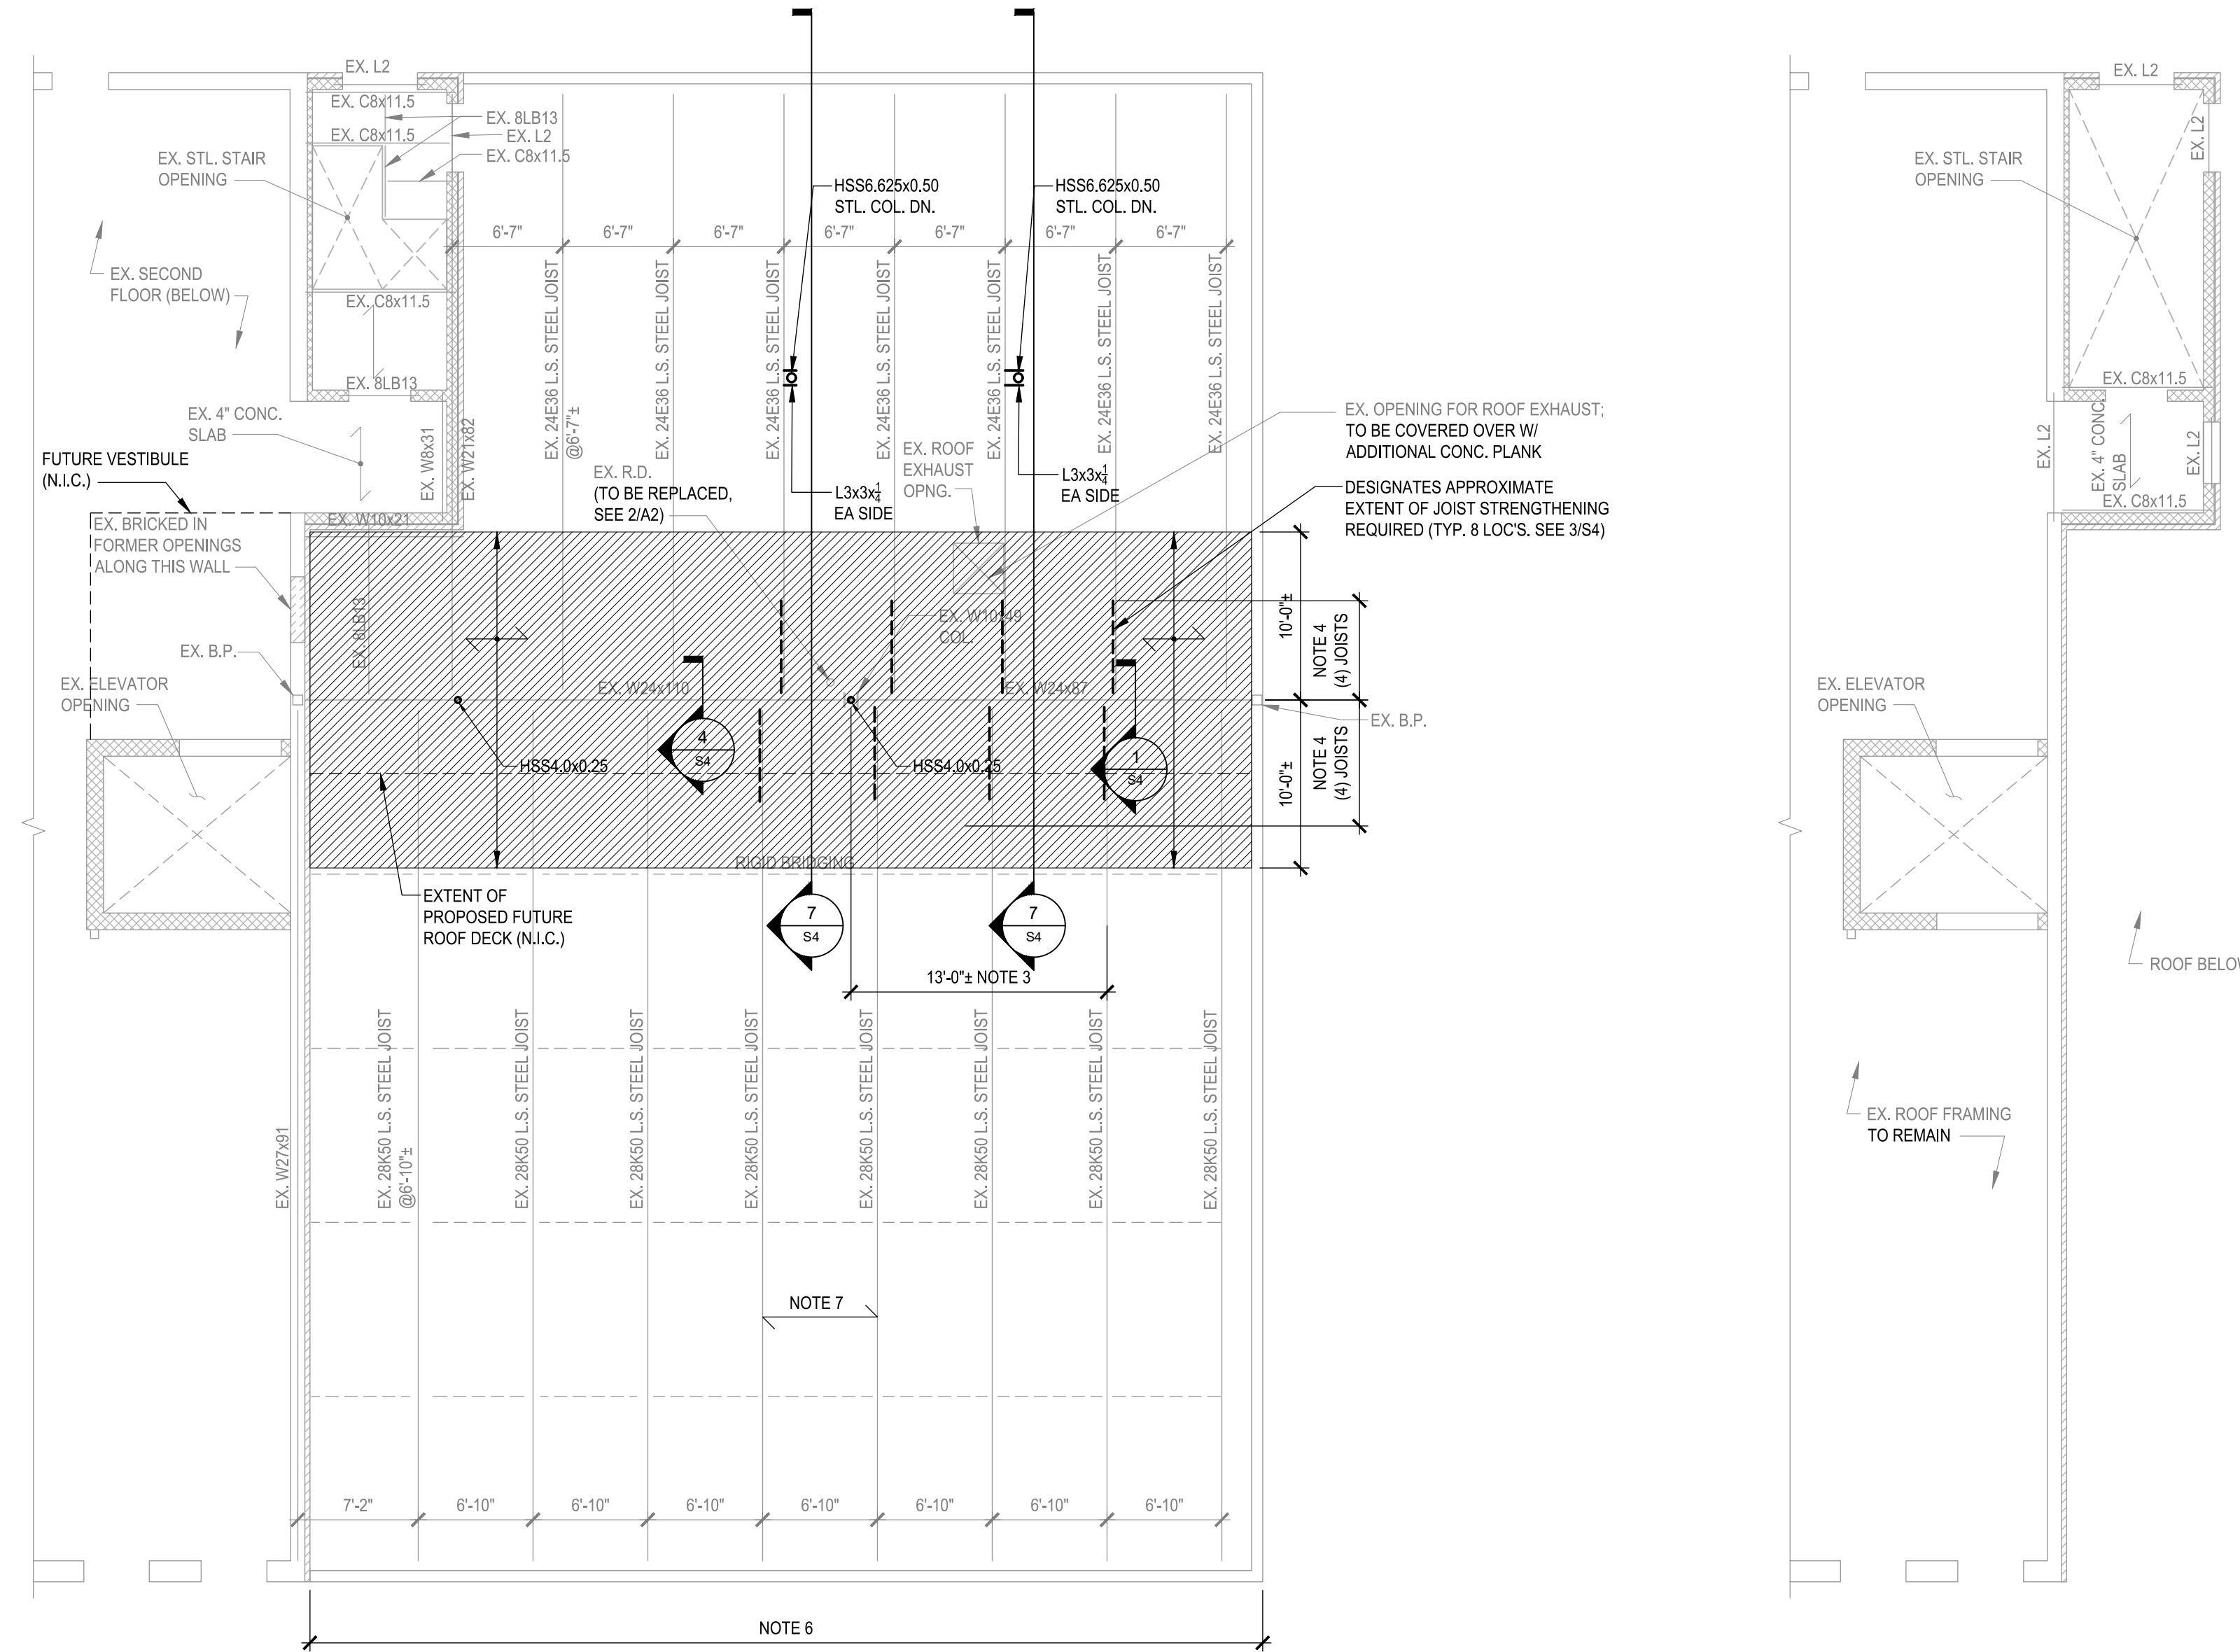 EX. L2
EX. C8x11.5
EX. 8LB13
EX. C8x11.5
EX. L2
EX. C8x11.5
EX. STL. STAIR
OPENING
EX. SECOND
FLOOR (BELOW)
EX. C8x11.5
EX. 8LB13
EX. 4" CONC.
SLAB
EX. W8x31
EX. W21x82
FUTURE VESTIBULE
(N.I.C.)
EX. W10x21
EX. BRICKED IN
FORMER OPENINGS
ALONG THIS WALL
EX. 8LB13
EX. B.P.
EX. ELEVATOR
OPENING
HSS6.625x0.50
STL. COL. DN.
HSS6.625x0.50
STL. COL. DN.
6'-7"
6'-7"
6'-7"
6'-7"
6'-7"
6'-7"
6'-7"
EX. 24E36 L.S. STEEL JOIST
@6'-7"±
EX. 24E36 L.S. STEEL JOIST
EX. 24E36 L.S. STEEL JOIST
EX. 24E36 L.S. STEEL JOIST
EX. 24E36 L.S. STEEL JOIST
EX. 24E36 L.S. STEEL JOIST
EX. 24E36 L.S. STEEL JOIST
EX. R.D.
(TO BE REPLACED,
SEE 2/A2)
L3x3x1/4
EA SIDE
EX. ROOF
EXHAUST
OPNG.
L3x3x1/4
EA SIDE
EX. OPENING FOR ROOF EXHAUST;
TO BE COVERED OVER W/
ADDITIONAL CONC. PLANK
DESIGNATES APPROXIMATE
EXTENT OF JOIST STRENGTHENING
REQUIRED (TYP. 8 LOC'S. SEE 3/S4)
EX. W10x49
COL.
10'-0"±
NOTE 4
(4) JOISTS
EX. W24x110
EX. W24x87
EX. B.P.
4
S4
1
S4
HSS4.0x0.25
HSS4.0x0.25
10'-0"±
NOTE 4
(4) JOISTS
RIGID BRIDGING
EXTENT OF
PROPOSED FUTURE
ROOF DECK (N.I.C.)
7
S4
7
S4
13'-0"± NOTE 3
EX. W27x91
EX. 28K50 L.S. STEEL JOIST
@6'-10"±
EX. 28K50 L.S. STEEL JOIST
EX. 28K50 L.S. STEEL JOIST
EX. 28K50 L.S. STEEL JOIST
EX. 28K50 L.S. STEEL JOIST
EX. 28K50 L.S. STEEL JOIST
EX. 28K50 L.S. STEEL JOIST
EX. 28K50 L.S. STEEL JOIST
NOTE 7
7'-2"
6'-10"
6'-10"
6'-10"
6'-10"
6'-10"
6'-10"
6'-10"
NOTE 6
EX. L2
EX. L2
EX. STL. STAIR
OPENING
EX. C8x11.5
EX. L2
EX. 4" CONC.
SLAB
EX. L2
EX. C8x11.5
EX. ELEVATOR
OPENING
ROOF BELOW
EX. ROOF FRAMING
TO REMAIN